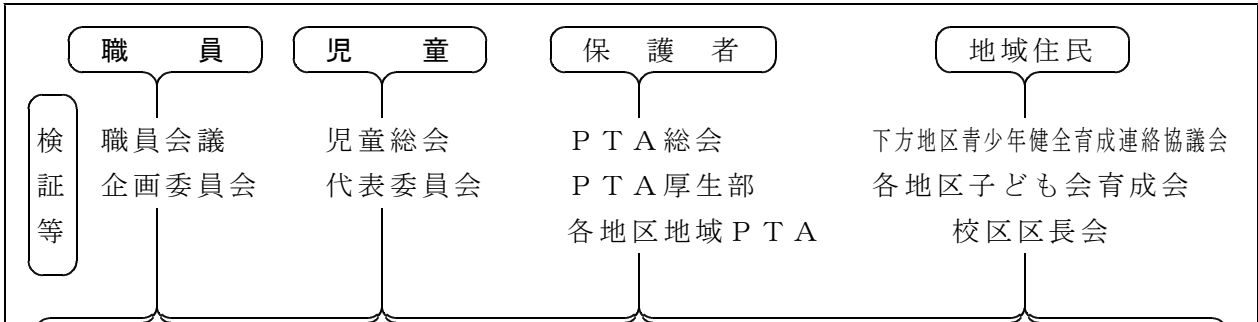 職員
児童
保護者
地域住民
検証等
職員会議
企画委員会
児童総会
代表委員会
ＰＴＡ総会
ＰＴＡ厚生部
各地区地域ＰＴＡ
下方地区青少年健全育成連絡協議会
各地区子ども会育成会
校区区長会